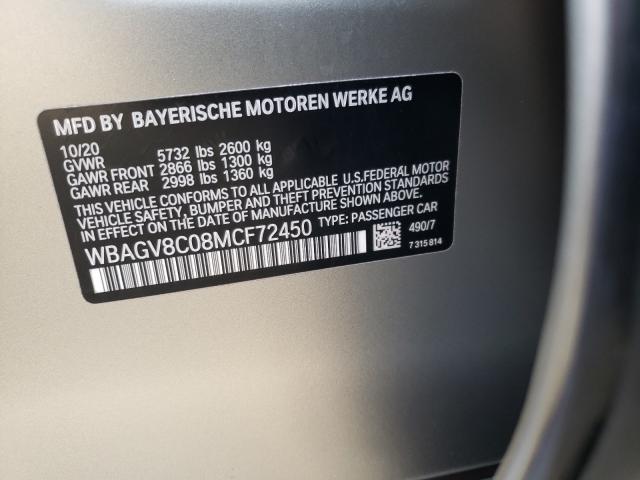 MFD BY BAYERISCHE MOTOREN WERKE AG
10/20
GVWR 5732 lbs 2600 kg
GAWR FRONT 2866 lbs 1300 kg
GAWR REAR 2998 lbs 1360 kg
THIS VEHICLE CONFORMS TO ALL APPLICABLE U.S.FEDERAL MOTOR
VEHICLE SAFETY, BUMPER AND THEFT PREVENTION STANDARDS
IN EFFECT ON THE DATE OF MANUFACTURE SHOWN ABOVE.
WBAGV8C08MCF72450 TYPE: PASSENGER CAR
490/7
7 315 814